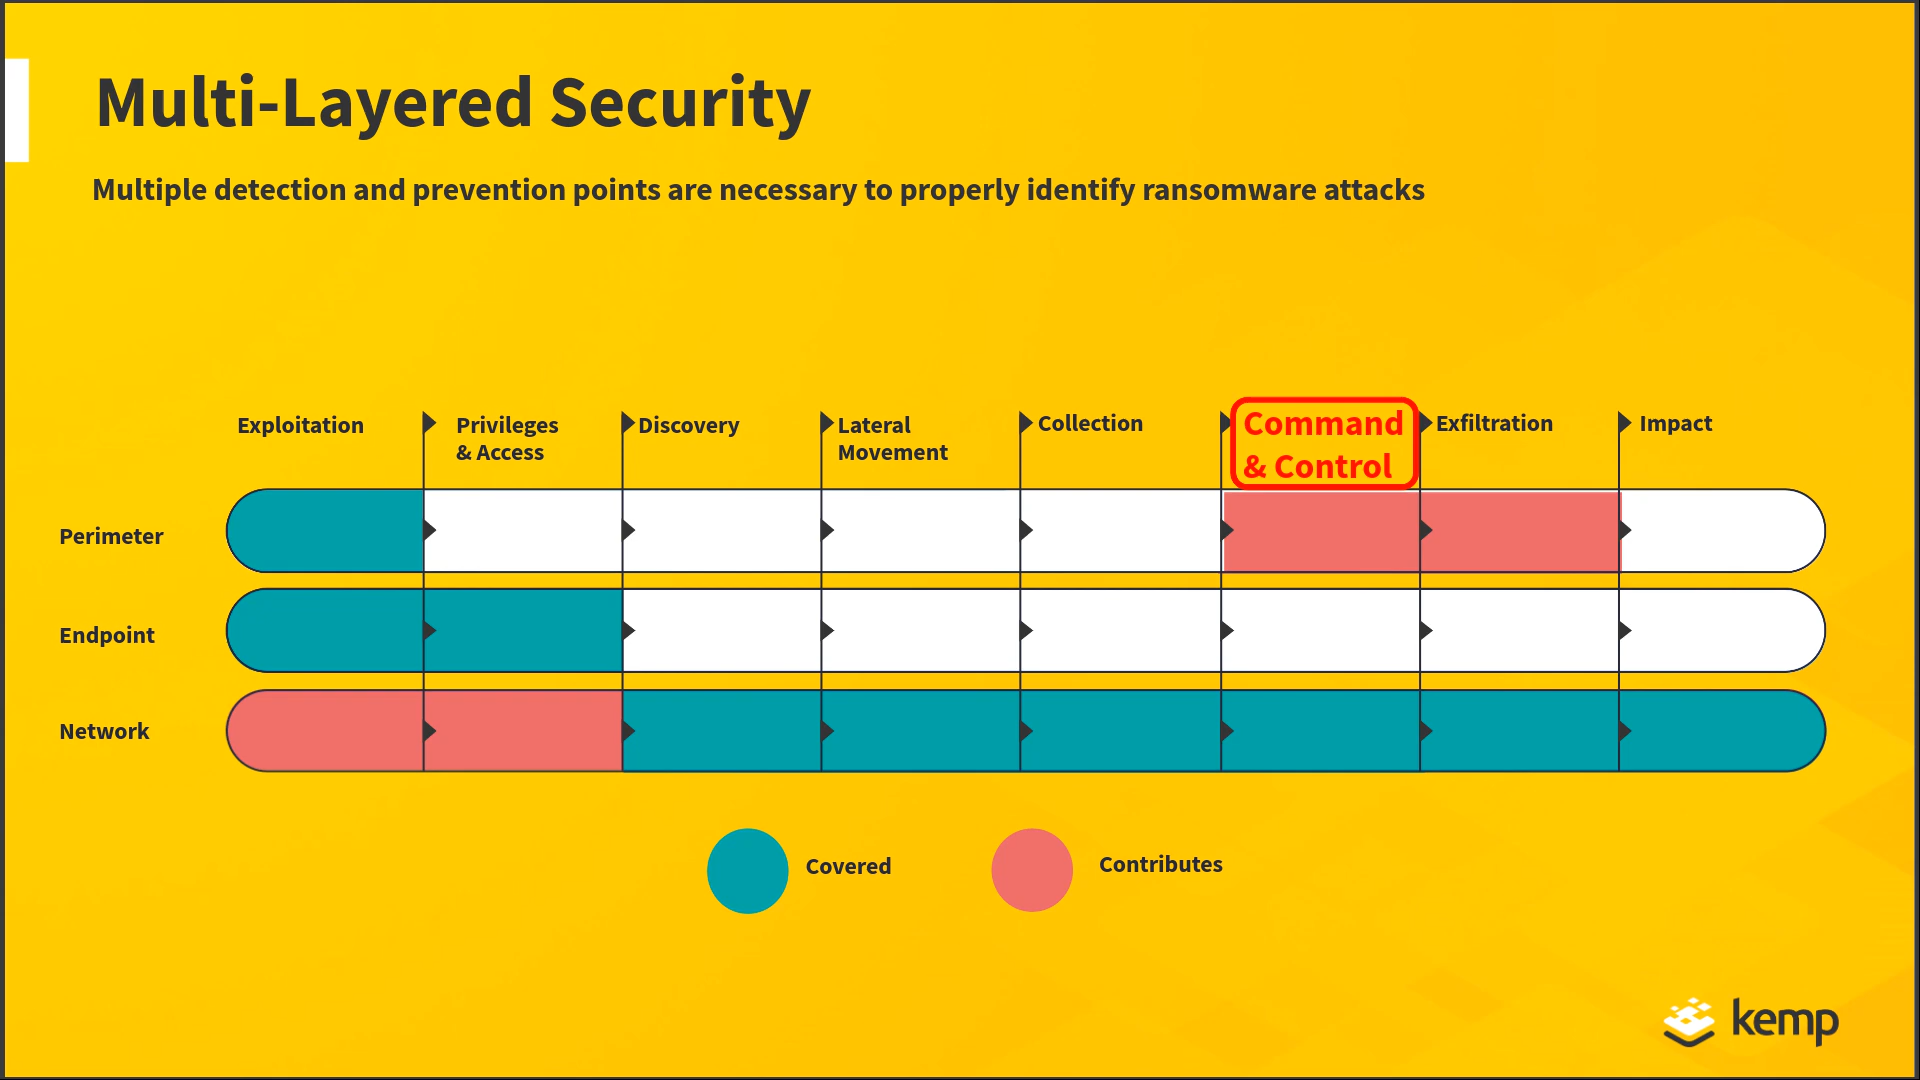 Multi-Layered Security
Multiple detection and prevention points are necessary to properly identify ransomware attacks
Exploitation
Privileges
& Access
Discovery
Lateral
Movement
Collection
Command
& Control
Exfiltration
Impact
Perimeter
Endpoint
Network
Covered
Contributes
kemp